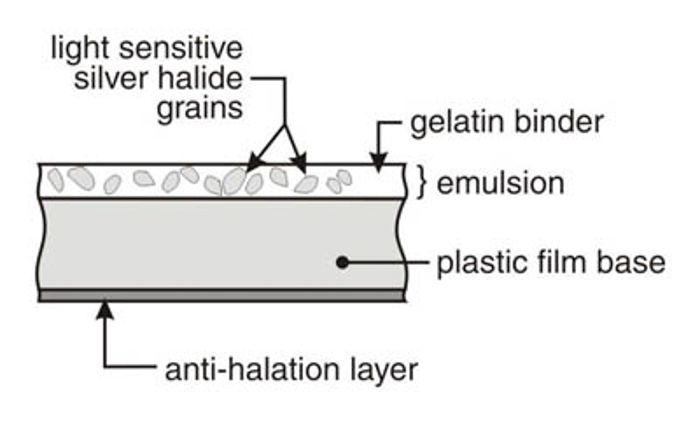 light sensitive
silver halide
grains
gelatin binder
} emulsion
plastic film base
anti-halation layer